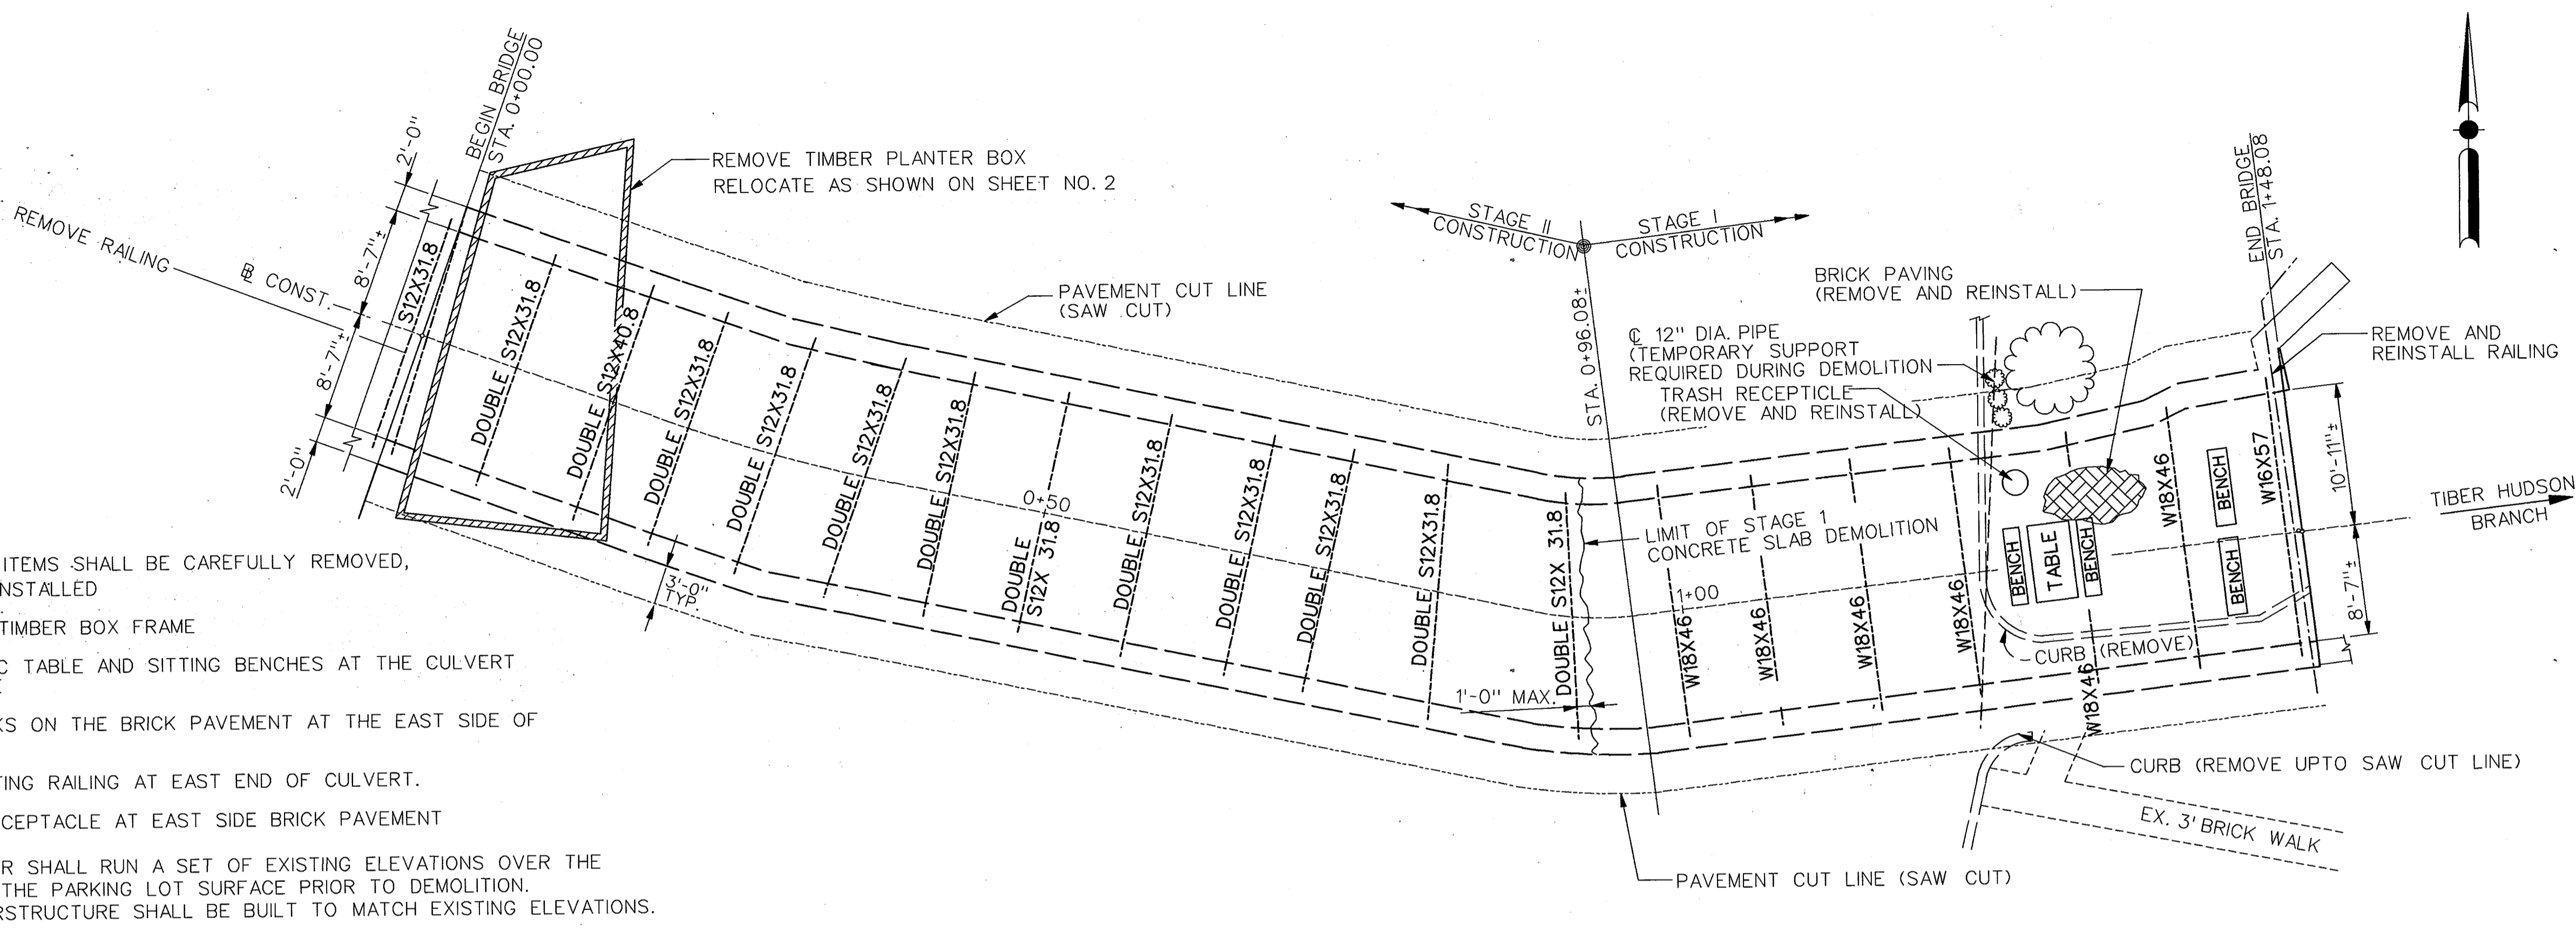 BEGIN BRIDGE
STA. 0+00.00
2'-0"
8'-7"±
8'-7"±
2'-0"
REMOVE RAILING
BL CONST.
S12X31.8
REMOVE TIMBER PLANTER BOX
RELOCATE AS SHOWN ON SHEET NO. 2
DOUBLE S12X31.8
DOUBLE S12X40.8
DOUBLE S12X31.8
DOUBLE S12X31.8
DOUBLE S12X31.8
DOUBLE S12X31.8
DOUBLE
S12X 31.8
0+50
DOUBLE S12X31.8
DOUBLE S12X31.8
DOUBLE S12X31.8
DOUBLE S12X31.8
DOUBLE S12X 31.8
3'-0"
TYP.
PAVEMENT CUT LINE
(SAW CUT)
STAGE II
CONSTRUCTION
STAGE I
CONSTRUCTION
STA. 0+96.08±
1'-0" MAX.
LIMIT OF STAGE 1
CONCRETE SLAB DEMOLITION
1+00
BRICK PAVING
(REMOVE AND REINSTALL)
CL 12" DIA. PIPE
(TEMPORARY SUPPORT
REQUIRED DURING DEMOLITION
TRASH RECEPTICLE
(REMOVE AND REINSTALL)
W18X46
W18X46
W18X46
W18X46
W18X46
W18X46
W16X57
BENCH
TABLE
BENCH
BENCH
BENCH
CURB (REMOVE)
END BRIDGE
STA. 1+48.08
REMOVE AND
REINSTALL RAILING
10'-11"±
8'-7"±
TIBER HUDSON
BRANCH
CURB (REMOVE UPTO SAW CUT LINE)
EX. 3' BRICK WALK
PAVEMENT CUT LINE (SAW CUT)
ITEMS SHALL BE CAREFULLY REMOVED,
NSTALLED
TIMBER BOX FRAME
C TABLE AND SITTING BENCHES AT THE CULVERT
KS ON THE BRICK PAVEMENT AT THE EAST SIDE OF
TING RAILING AT EAST END OF CULVERT.
CEPTACLE AT EAST SIDE BRICK PAVEMENT
R SHALL RUN A SET OF EXISTING ELEVATIONS OVER THE
THE PARKING LOT SURFACE PRIOR TO DEMOLITION.
RSTRUCTURE SHALL BE BUILT TO MATCH EXISTING ELEVATIONS.